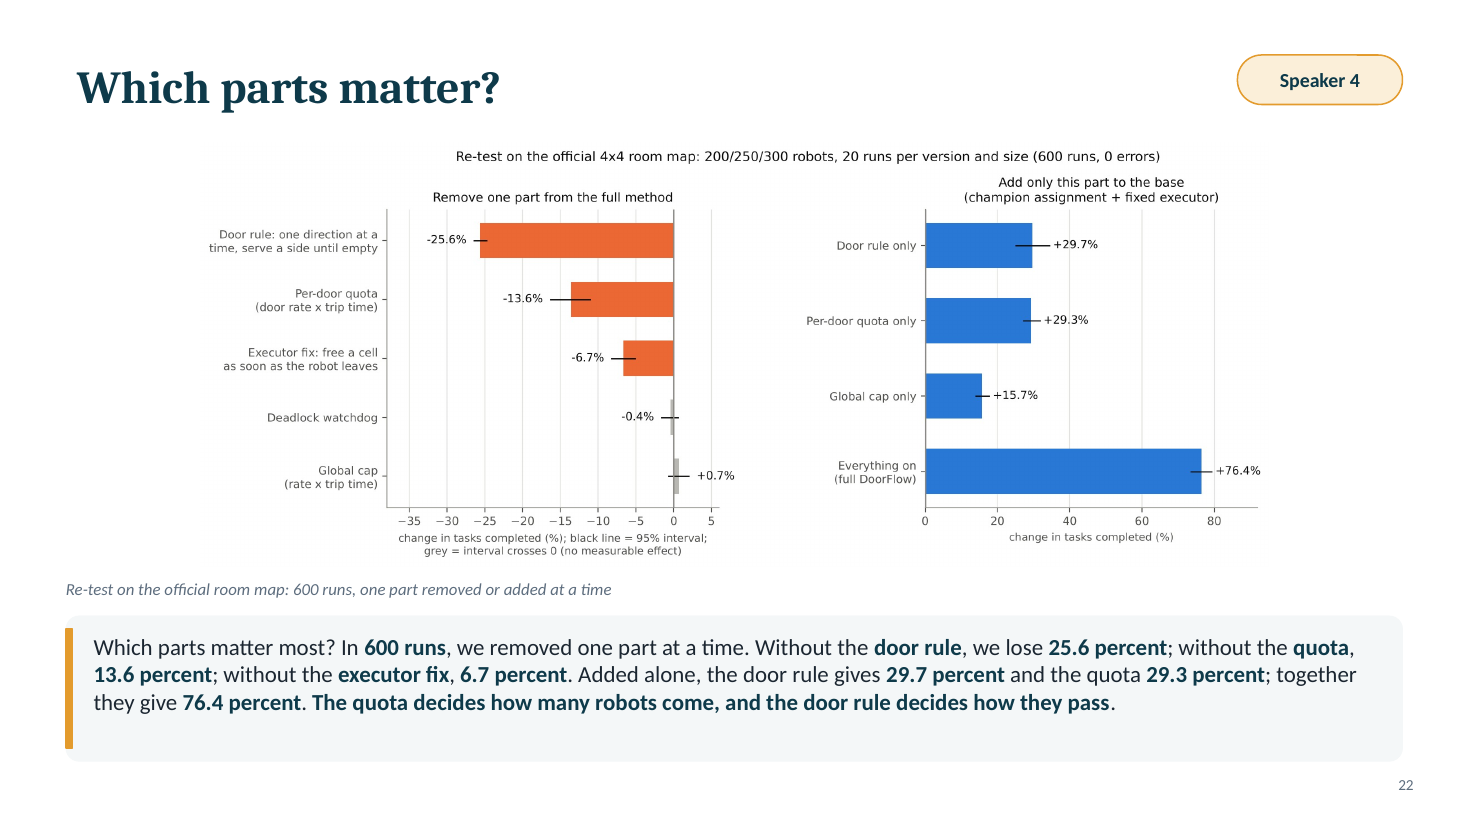 Which parts matter?
Speaker 4
Re-test on the official 4x4 room map: 200/250/300 robots, 20 runs per version and size (600 runs, 0 errors)
Remove one part from the full method
Door rule: one direction at a
time, serve a side until empty
-25.6%
Per-door quota
(door rate x trip time)
-13.6%
Executor fix: free a cell
as soon as the robot leaves
-6.7%
Deadlock watchdog
-0.4%
Global cap
(rate x trip time)
+0.7%
−35 −30 −25 −20 −15 −10 −5 0 5
change in tasks completed (%); black line = 95% interval;
grey = interval crosses 0 (no measurable effect)
Add only this part to the base
(champion assignment + fixed executor)
Door rule only
+29.7%
Per-door quota only
+29.3%
Global cap only
+15.7%
Everything on
(full DoorFlow)
+76.4%
0 20 40 60 80
change in tasks completed (%)
Re-test on the official room map: 600 runs, one part removed or added at a time
Which parts matter most? In 600 runs, we removed one part at a time. Without the door rule, we lose 25.6 percent; without the quota,
13.6 percent; without the executor fix, 6.7 percent. Added alone, the door rule gives 29.7 percent and the quota 29.3 percent; together
they give 76.4 percent. The quota decides how many robots come, and the door rule decides how they pass.
22